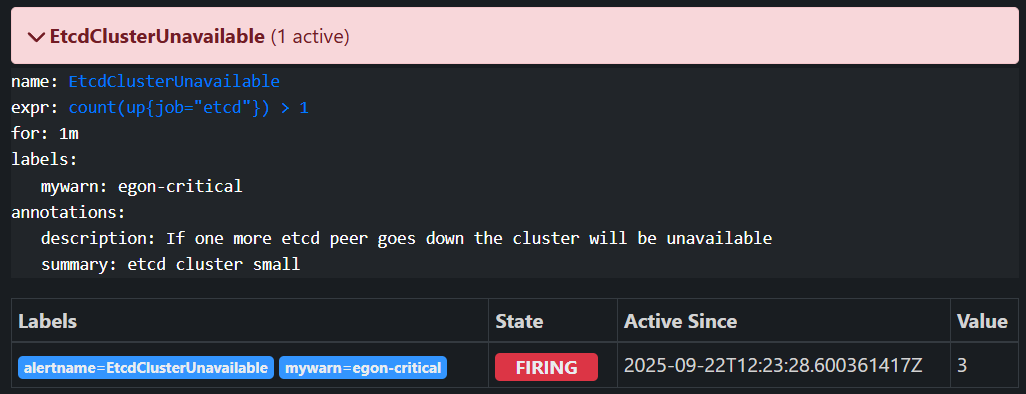 EtcdClusterUnavailable (1 active)
name: EtcdClusterUnavailable
expr: count(up{job="etcd"}) > 1
for: 1m
labels:
mywarn: egon-critical
annotations:
description: If one more etcd peer goes down the cluster will be unavailable
summary: etcd cluster small
Labels State Active Since Value
alertname=EtcdClusterUnavailable mywarn=egon-critical FIRING 2025-09-22T12:23:28.600361417Z 3